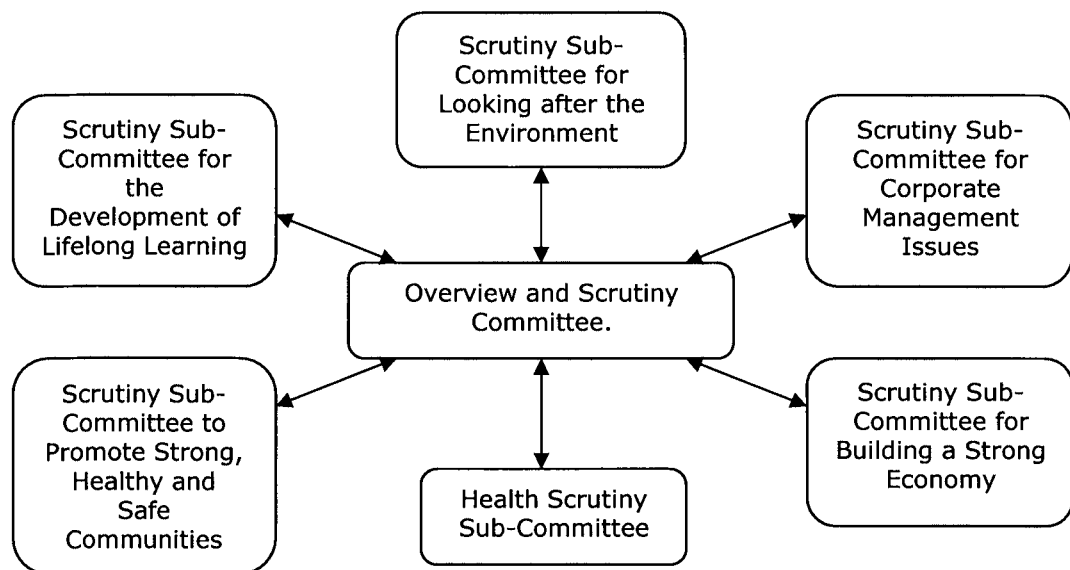 Scrutiny Sub-
Committee for
Looking after the
Environment
Scrutiny Sub-
Committee for
the
Development of
Lifelong Learning
Scrutiny Sub-
Committee for
Corporate
Management
Issues
Overview and Scrutiny
Committee.
Scrutiny Sub-
Committee to
Promote Strong,
Healthy and
Safe
Communities
Health Scrutiny
Sub-Committee
Scrutiny Sub-
Committee for
Building a Strong
Economy